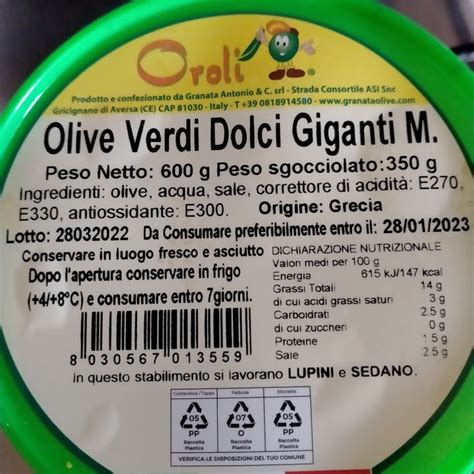 Oroli ®
Prodotto e confezionato da Granata Antonio & C. srl - Strada Consortile ASI Snc
Gricignano di Aversa (CE) CAP 81030 - Italy - T +39 0818914580 - www.granataolive.com
Olive Verdi Dolci Giganti M.
Peso Netto: 600 g Peso sgocciolato:350 g
Ingredienti: olive, acqua, sale, correttore di acidità: E270,
E330, antiossidante: E300. Origine: Grecia
Lotto: 28032022 Da Consumare preferibilmente entro il: 28/01/2023
Conservare in luogo fresco e asciutto
Dopo l'apertura conservare in frigo
(+4/+8°C) e consumare entro 7giorni.
DICHIARAZIONE NUTRIZIONALE
Valori medi per 100 g
Energia 615 kJ/147 kcal
Grassi Totali 14 g
di cui acidi grassi saturi 3 g
Carboidrati 2.5 g
di cui zuccheri 0 g
Proteine 1.5 g
Sale 2.5 g
8 030567 013559
in questo stabilimento si lavorano LUPINI e SEDANO.
Contenitore / Tappo Pellicola Etichetta
05 07 05
PP O PP
Raccolta Raccolta Raccolta
Plastica Plastica Plastica
VERIFICA LE DISPOSIZIONI DEL TUO COMUNE